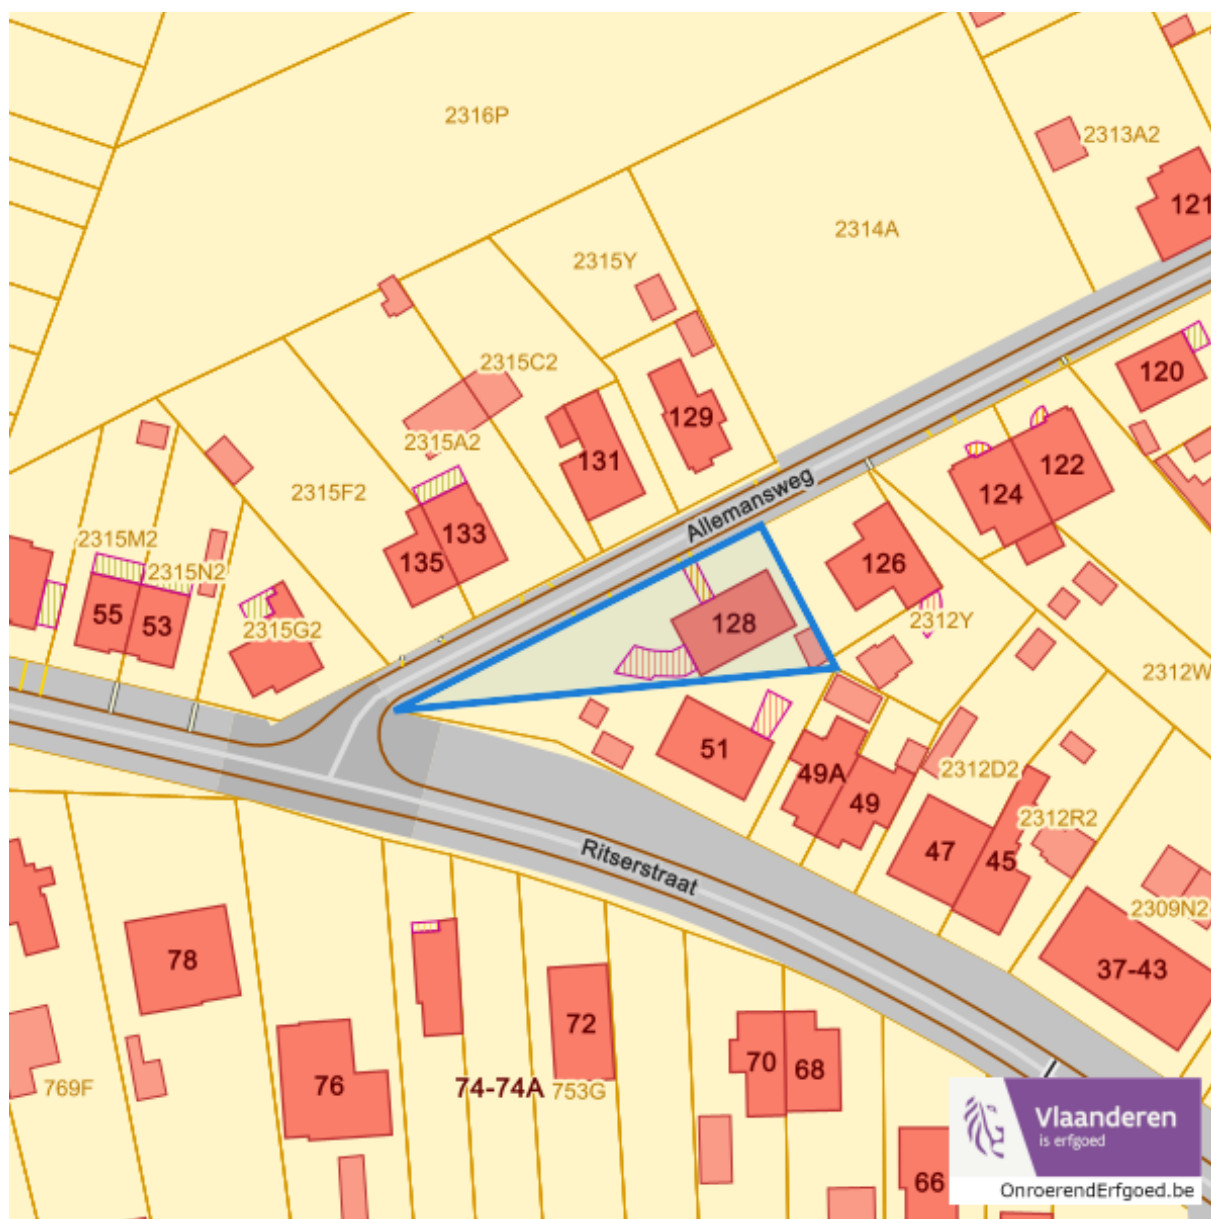 2316P
2313A2
121
2314A
2315Y
2315C2
120
129
2315A2
131
122
124
2315F2
Allemansweg
133
135
126
2315M2
2315N2
55
53
2315G2
128
2312Y
2312W
51
49A
49
2312D2
2312R2
47
45
Ritserstraat
2309N2
37-43
78
72
76
74-74A
753G
70
68
769F
66
Vlaanderen
is erfgoed
OnroerendErfgoed.be